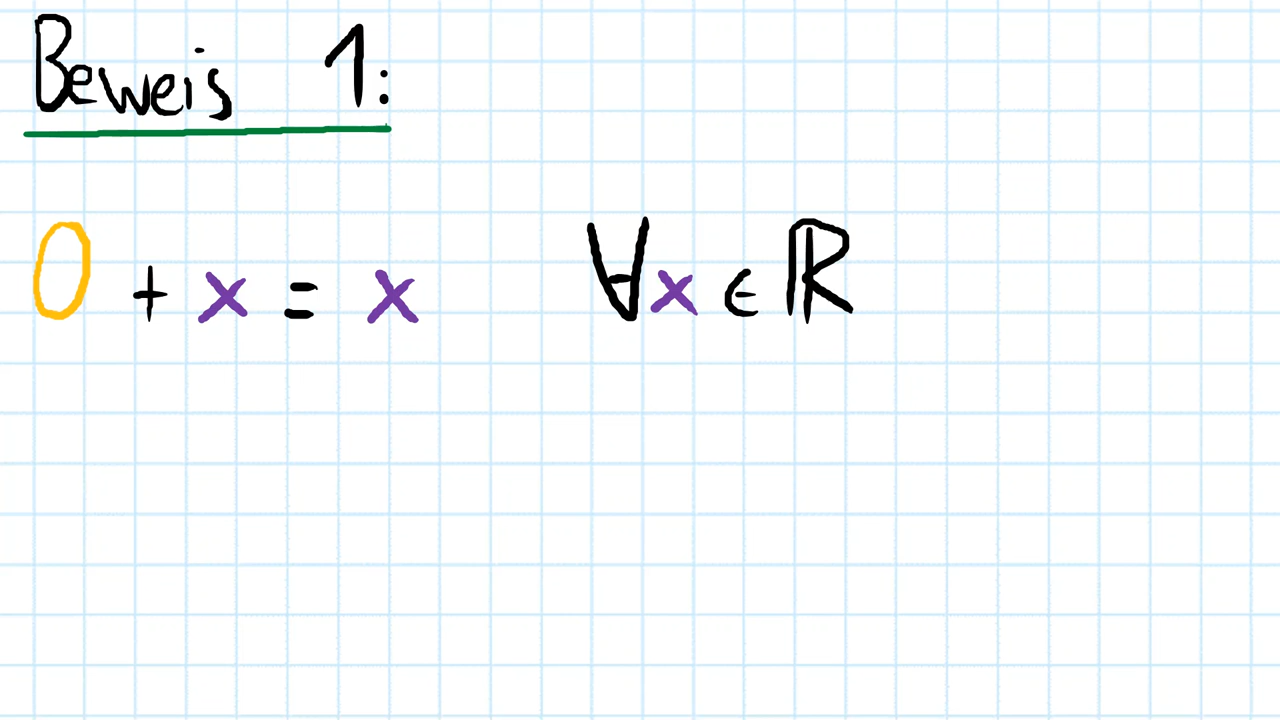 Beweis 1:
0 + x = x ∀x ∈ ℝ